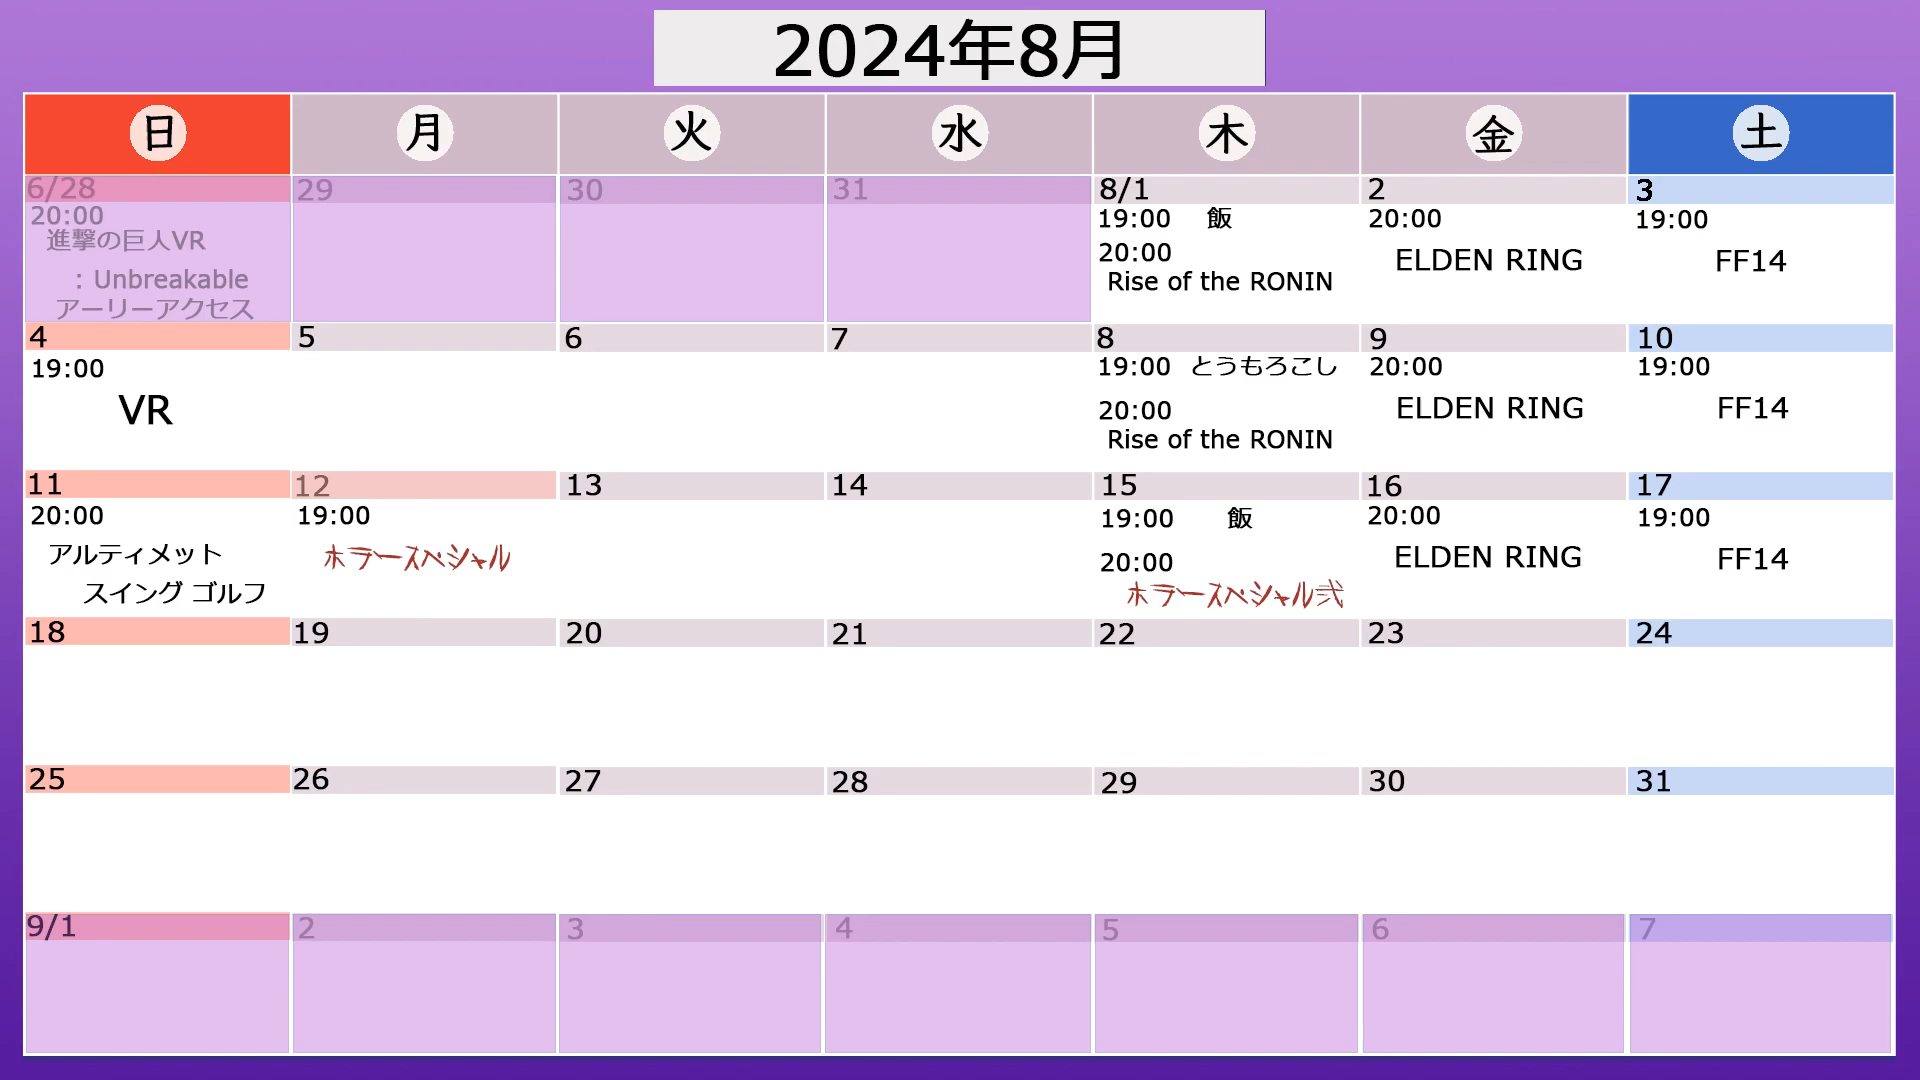 2024年8月
日 月 火 水 木 金 土
6/28 29 30 31 8/1 2 3
20:00
進撃の巨人VR
: Unbreakable
アーリーアクセス
19:00 飯
20:00
Rise of the RONIN
20:00
ELDEN RING
19:00
FF14
4 5 6 7 8 9 10
19:00
VR
19:00 とうもろこし
20:00
Rise of the RONIN
20:00
ELDEN RING
19:00
FF14
11 12 13 14 15 16 17
20:00
アルティメット
スイング ゴルフ
19:00
ホラースペシャル
19:00 飯
20:00
ホラースペシャル弐
20:00
ELDEN RING
19:00
FF14
18 19 20 21 22 23 24
25 26 27 28 29 30 31
9/1 2 3 4 5 6 7